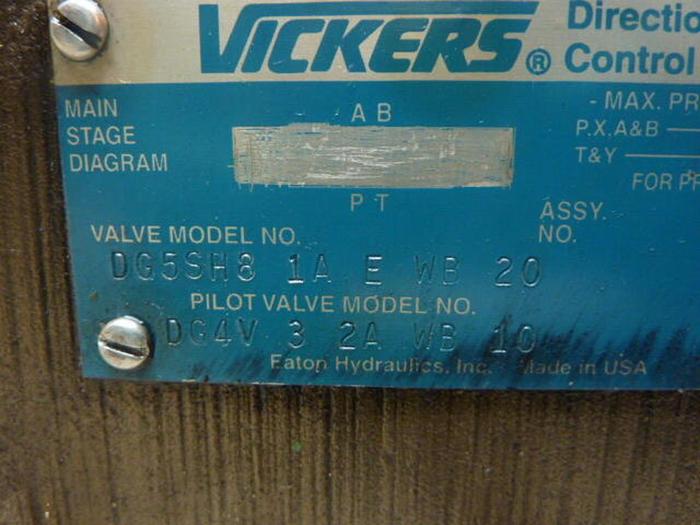 VICKERS® Directio
Control
MAIN STAGE DIAGRAM
A B
P T
- MAX. PR
P.X.A&B
T&Y
FOR PR
ASSY. NO.
VALVE MODEL NO.
DG5SH8 1A E WB 20
PILOT VALVE MODEL NO.
DG4V 3 2A WB 10
Eaton Hydraulics, Inc. Made in USA